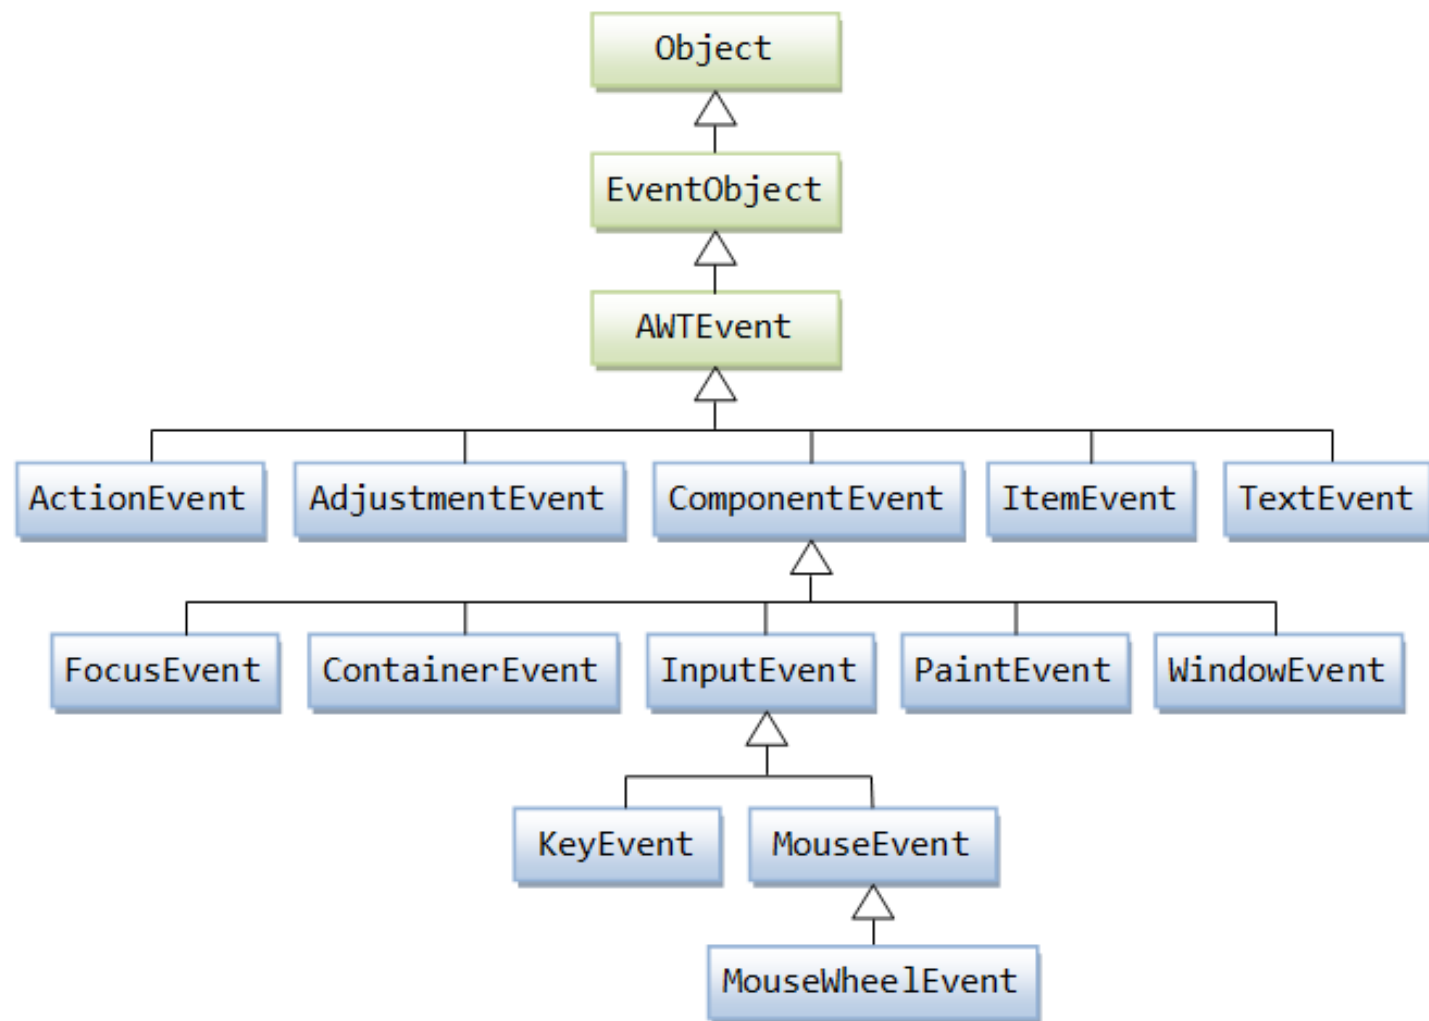 Object
EventObject
AWTEvent
ActionEvent
AdjustmentEvent
ComponentEvent
ItemEvent
TextEvent
FocusEvent
ContainerEvent
InputEvent
PaintEvent
WindowEvent
KeyEvent
MouseEvent
MouseWheelEvent